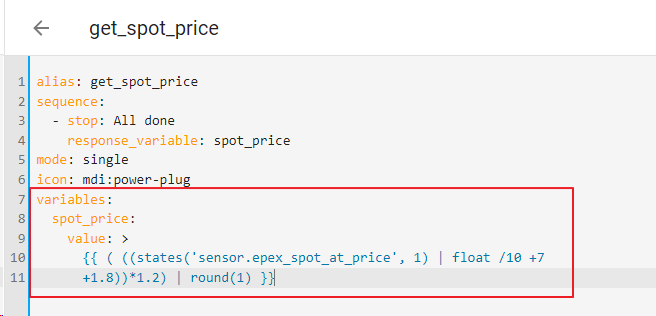 get_spot_price
1 alias: get_spot_price
2 sequence:
3   - stop: All done
4     response_variable: spot_price
5 mode: single
6 icon: mdi:power-plug
7 variables:
8   spot_price:
9     value: >
10       {{ ( ((states('sensor.epex_spot_at_price', 1) | float /10 +7
11       +1.8))*1.2) | round(1) }}